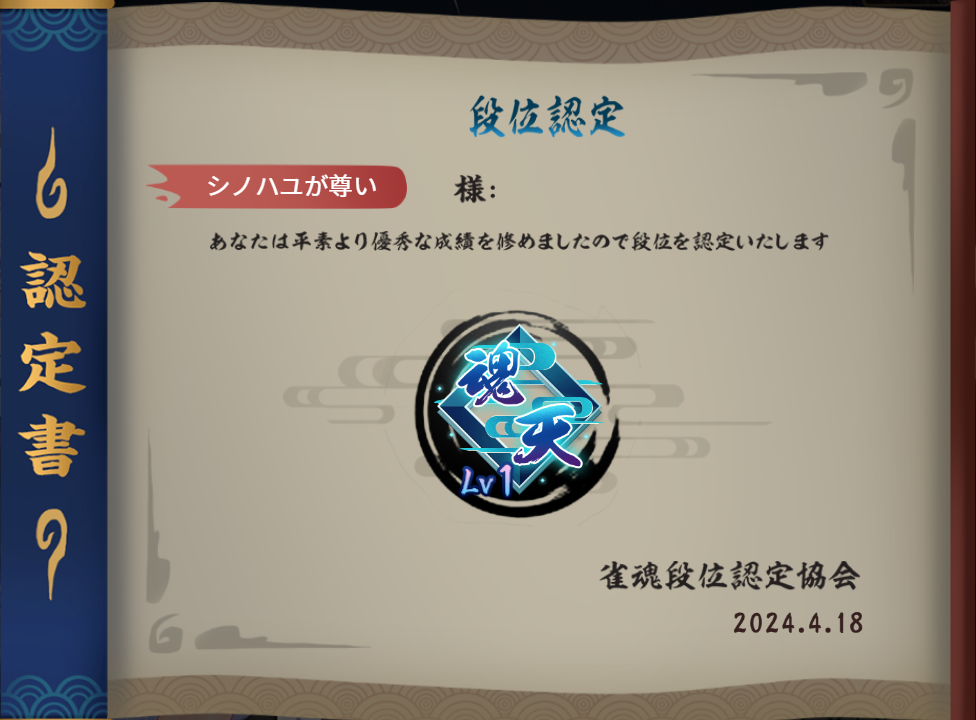 認定書
段位認定
シノハユが尊い 様:
あなたは平素より優秀な成績を修めましたので段位を認定いたします
魂天
Lv1
雀魂段位認定協会
2024.4.18